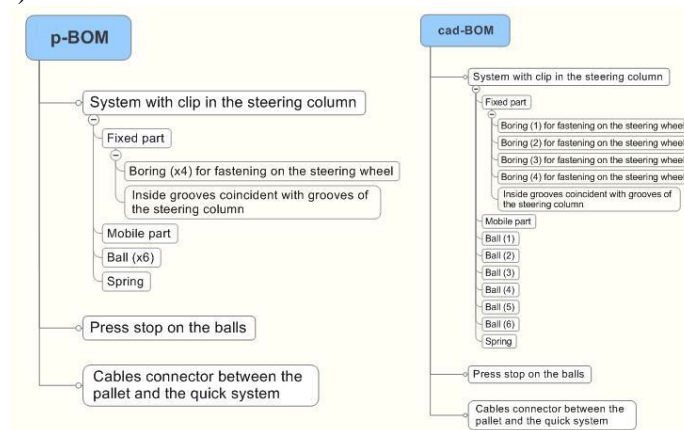 p-BOM
System with clip in the steering column
Fixed part
Boring (x4) for fastening on the steering wheel
Inside grooves coincident with grooves of
the steering column
Mobile part
Ball (x6)
Spring
Press stop on the balls
Cables connector between the
pallet and the quick system
cad-BOM
System with clip in the steering column
Fixed part
Boring (1) for fastening on the steering wheel
Boring (2) for fastening on the steering wheel
Boring (3) for fastening on the steering wheel
Boring (4) for fastening on the steering wheel
Inside grooves coincident with grooves of
the steering column
Mobile part
Ball (1)
Ball (2)
Ball (3)
Ball (4)
Ball (5)
Ball (6)
Spring
Press stop on the balls
Cables connector between the
pallet and the quick system